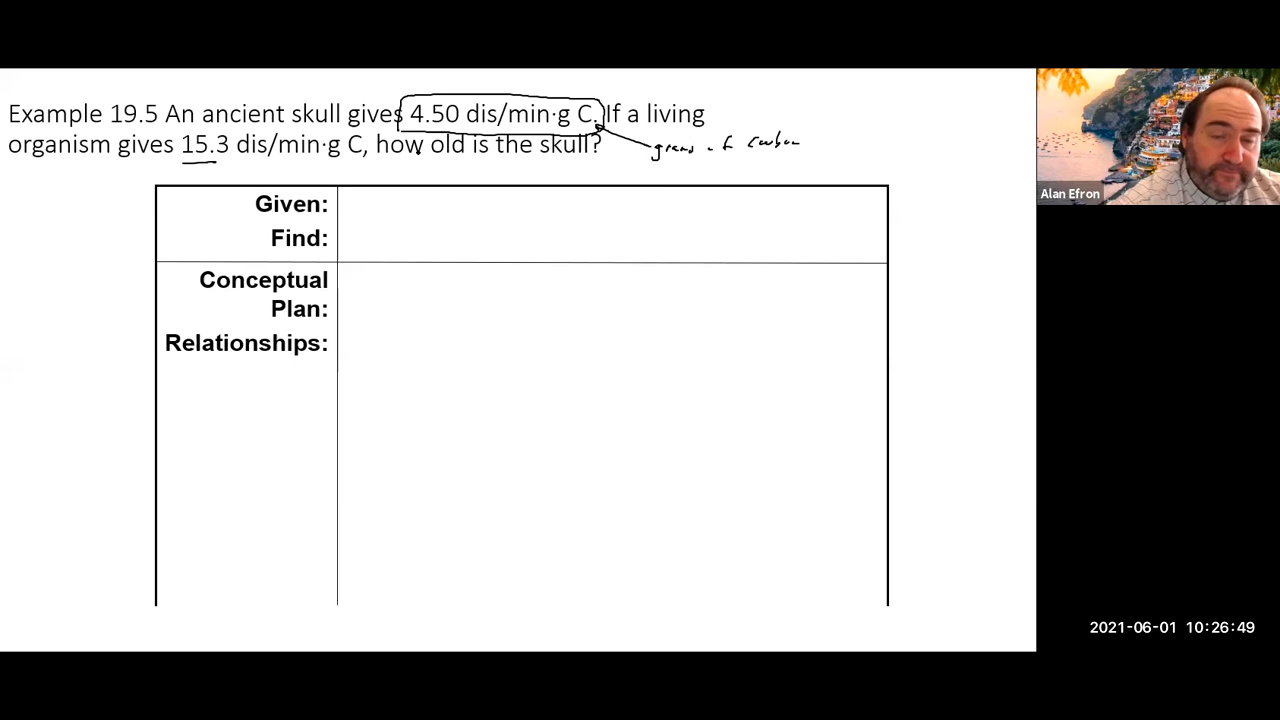 Example 19.5 An ancient skull gives 4.50 dis/min·g C. If a living
organism gives 15.3 dis/min·g C, how old is the skull?
grams of carbon
Given:
Find:
Conceptual
Plan:
Relationships:
Alan Efron
2021-06-01 10:26:49